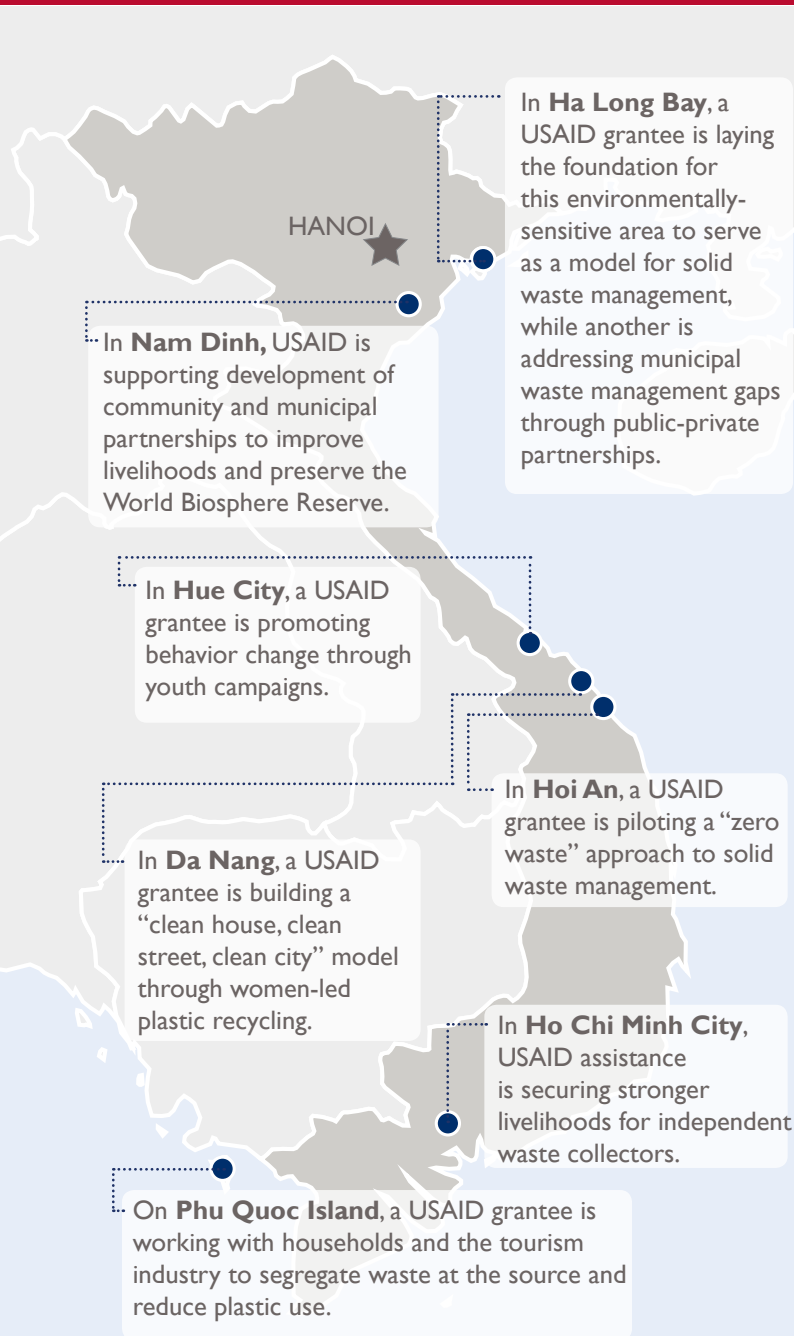 HANOI
In Ha Long Bay, a
USAID grantee is laying
the foundation for
this environmentally-
sensitive area to serve
as a model for solid
waste management,
while another is
addressing municipal
waste management gaps
through public-private
partnerships.
In Nam Dinh, USAID is
supporting development of
community and municipal
partnerships to improve
livelihoods and preserve the
World Biosphere Reserve.
In Hue City, a USAID
grantee is promoting
behavior change through
youth campaigns.
In Hoi An, a USAID
grantee is piloting a “zero
waste” approach to solid
waste management.
In Da Nang, a USAID
grantee is building a
“clean house, clean
street, clean city” model
through women-led
plastic recycling.
In Ho Chi Minh City,
USAID assistance
is securing stronger
livelihoods for independent
waste collectors.
On Phu Quoc Island, a USAID grantee is
working with households and the tourism
industry to segregate waste at the source and
reduce plastic use.